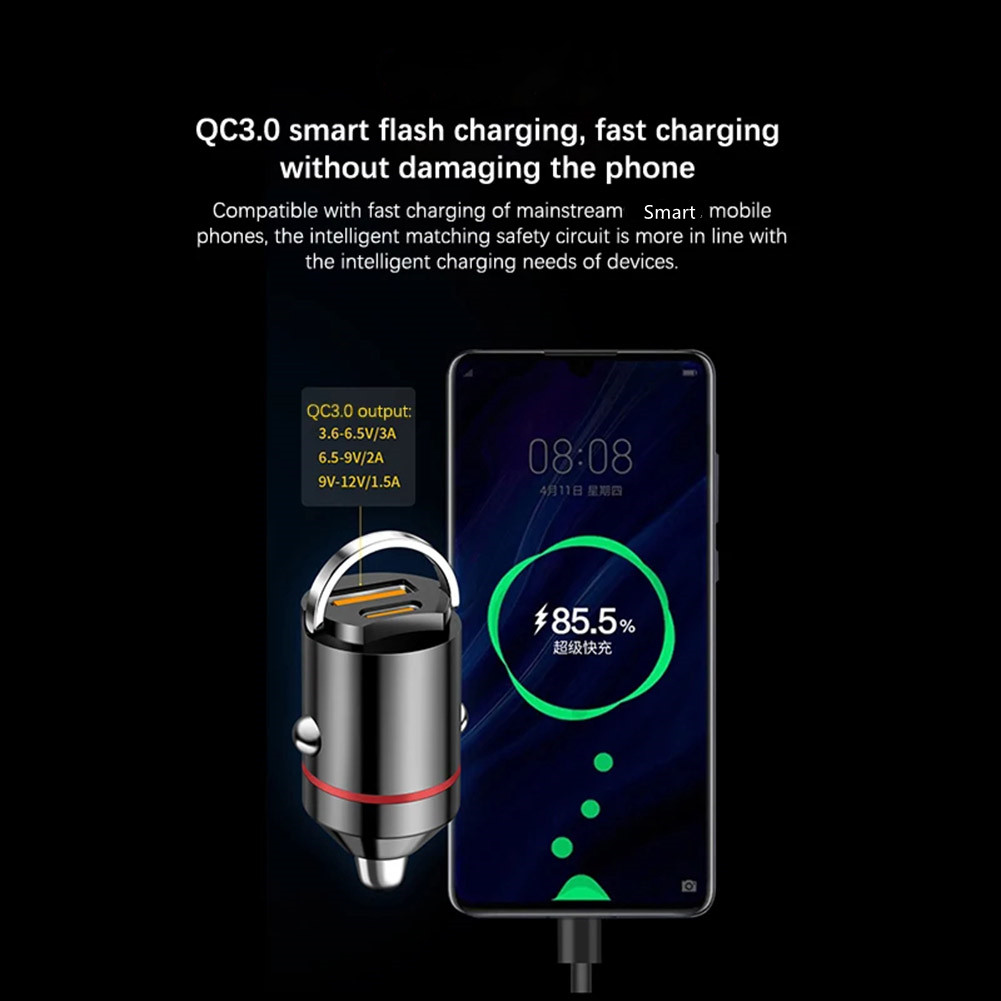 QC3.0 smart flash charging, fast charging
without damaging the phone
Compatible with fast charging of mainstream Smart mobile
phones, the intelligent matching safety circuit is more in line with
the intelligent charging needs of devices.
QC3.0 output:
3.6-6.5V/3A
6.5-9V/2A
9V-12V/1.5A
08:08
4月11日 星期四
85.5%
超级快充